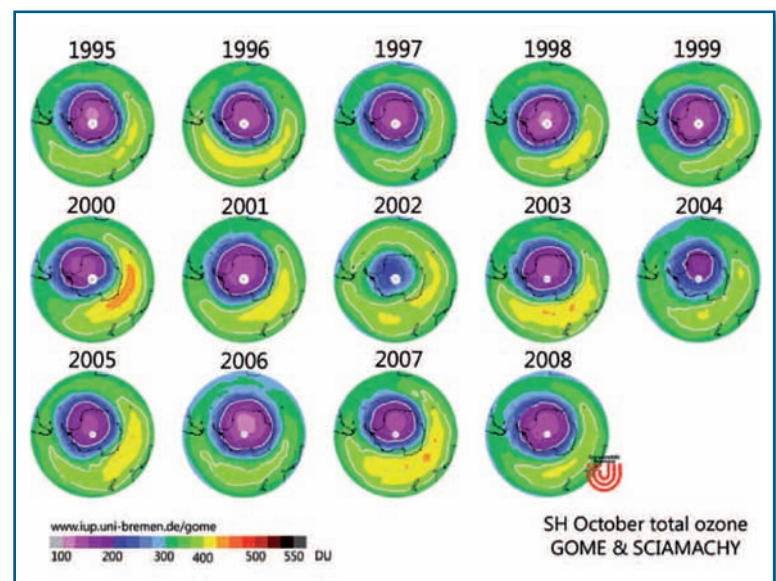 1995 1996 1997 1998 1999
2000 2001 2002 2003 2004
2005 2006 2007 2008
www.iup.uni-bremen.de/gome
100 200 300 400 500 550 DU
SH October total ozone
GOME & SCIAMACHY